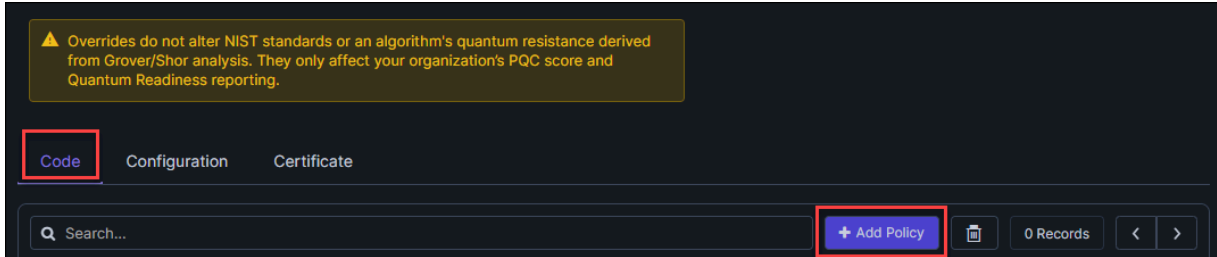 Overrides do not alter NIST standards or an algorithm's quantum resistance derived
from Grover/Shor analysis. They only affect your organization's PQC score and
Quantum Readiness reporting.
Code Configuration Certificate
Search... + Add Policy 0 Records < >